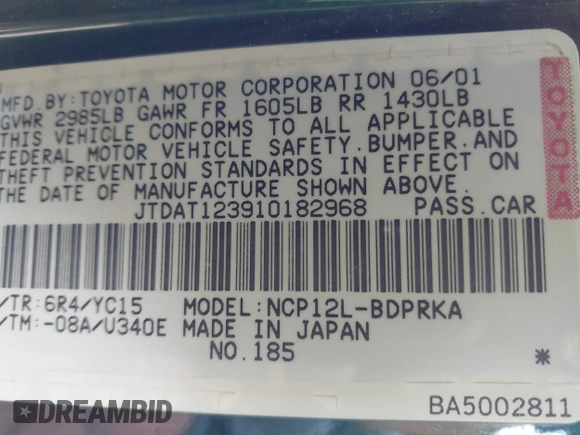 MFD. BY: TOYOTA MOTOR CORPORATION 06/01
GVWR 2985LB GAWR FR 1605LB RR 1430LB
THIS VEHICLE CONFORMS TO ALL APPLICABLE
FEDERAL MOTOR VEHICLE SAFETY.BUMPER.AND
THEFT PREVENTION STANDARDS IN EFFECT ON
THE DATE OF MANUFACTURE SHOWN ABOVE.
JTDAT123910182968 PASS.CAR
TOYOTA
/TR:6R4/YC15 MODEL:NCP12L-BDPRKA
/TM:-08A/U340E MADE IN JAPAN
NO.185 *
BA5002811
AUTOBIDMASTER